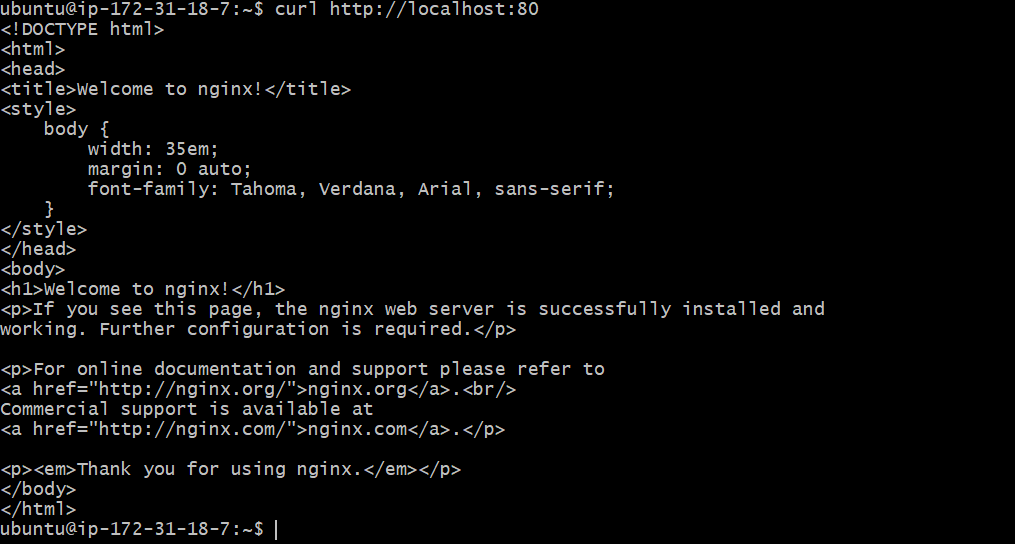 ubuntu@ip-172-31-18-7:~$ curl http://localhost:80
<!DOCTYPE html>
<html>
<head>
<title>Welcome to nginx!</title>
<style>
    body {
        width: 35em;
        margin: 0 auto;
        font-family: Tahoma, Verdana, Arial, sans-serif;
    }
</style>
</head>
<body>
<h1>Welcome to nginx!</h1>
<p>If you see this page, the nginx web server is successfully installed and
working. Further configuration is required.</p>

<p>For online documentation and support please refer to
<a href="http://nginx.org/">nginx.org</a>.<br/>
Commercial support is available at
<a href="http://nginx.com/">nginx.com</a>.</p>

<p><em>Thank you for using nginx.</em></p>
</body>
</html>
ubuntu@ip-172-31-18-7:~$